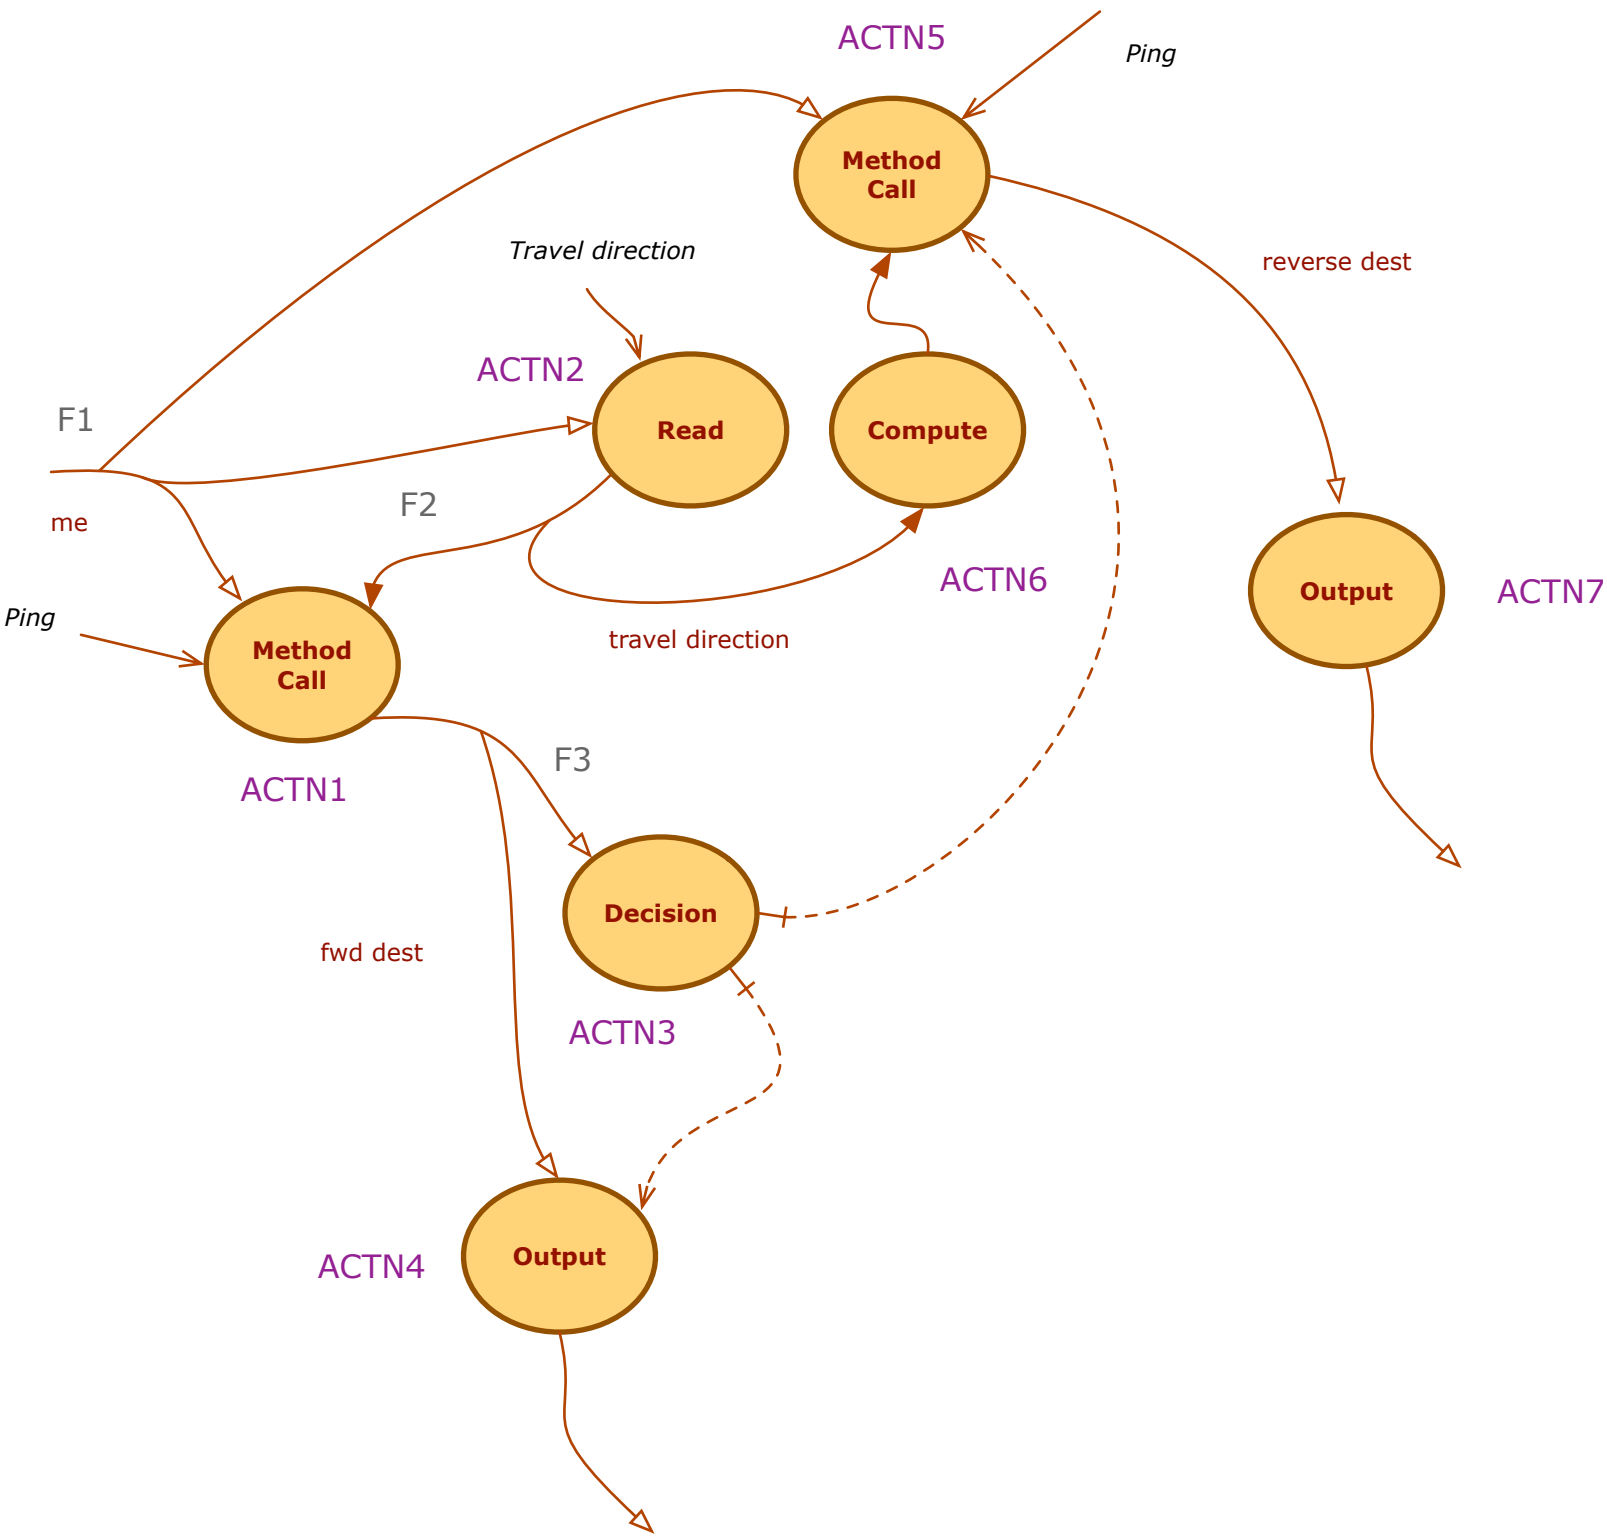 ACTN5
Ping
Method
Call
Travel direction
reverse dest
ACTN2
F1
Read
Compute
F2
me
ACTN6
Output
ACTN7
Ping
travel direction
Method
Call
F3
ACTN1
Decision
fwd dest
ACTN3
Output
ACTN4